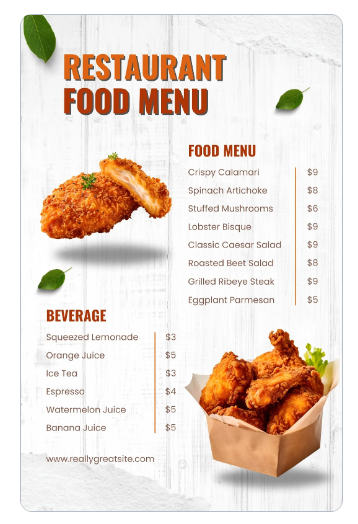 RESTAURANT
FOOD MENU
FOOD MENU
Crispy Calamari $9
Spinach Artichoke $8
Stuffed Mushrooms $6
Lobster Bisque $9
Classic Caesar Salad $9
Roasted Beet Salad $8
Grilled Ribeye Steak $9
Eggplant Parmesan $5
BEVERAGE
Squeezed Lemonade $3
Orange Juice $5
Ice Tea $3
Espresso $4
Watermelon Juice $5
Banana Juice $5
www.reallygreatsite.com